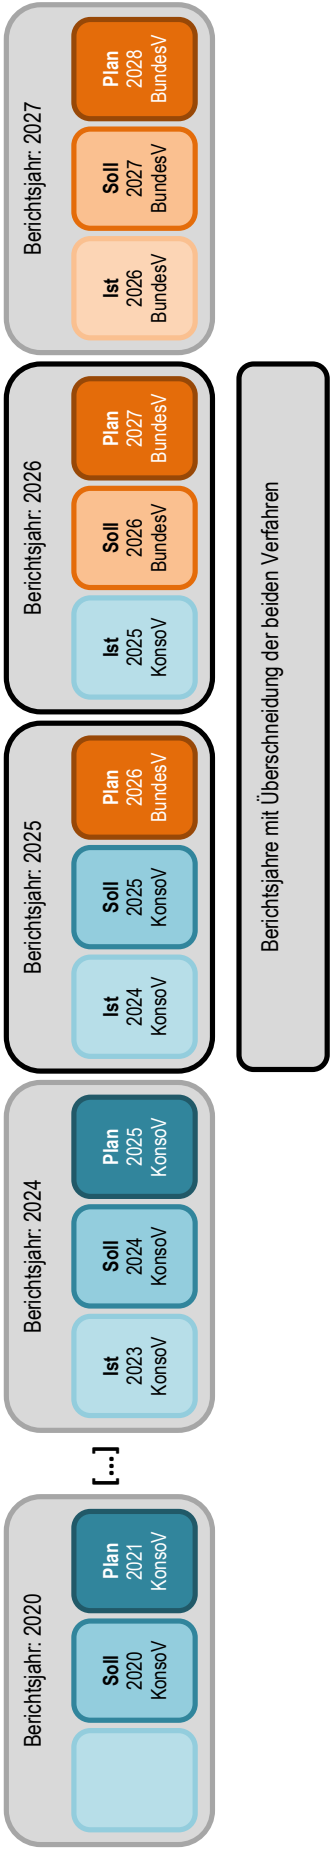 Berichtsjahr: 2020
Soll
2020
KonsoV
Plan
2021
KonsoV
[...]
Berichtsjahr: 2024
Ist
2023
KonsoV
Soll
2024
KonsoV
Plan
2025
KonsoV
Berichtsjahr: 2025
Ist
2024
KonsoV
Soll
2025
KonsoV
Plan
2026
BundesV
Berichtsjahr: 2026
Ist
2025
KonsoV
Soll
2026
BundesV
Plan
2027
BundesV
Berichtsjahr: 2027
Ist
2026
BundesV
Soll
2027
BundesV
Plan
2028
BundesV
Berichtsjahre mit Überschneidung der beiden Verfahren